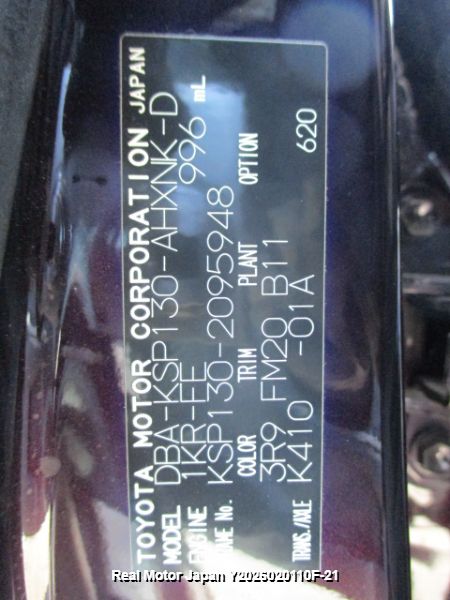 TOYOTA MOTOR CORPORATION JAPAN
MODEL DBA-KSP130-AHXNK-D
ENGINE 1KR-FE 996 mL
FRAME No. KSP130-2095948
COLOR TRIM PLANT OPTION
3R9 FM20 B11 620
TRANS./AXLE K410 -01A
Real Motor Japan Y2025020110F-21